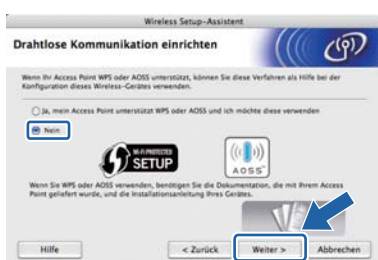 Wireless Setup-Assistent
Drahtlose Kommunikation einrichten
Wenn Ihr Access Point WPS oder AOSS unterstützt, können Sie diese Verfahren als Hilfe bei der
Konfiguration dieses Wireless-Gerätes verwenden.
Ja, mein Access Point unterstützt WPS oder AOSS und ich möchte diese verwenden
Nein
WI-FI PROTECTED
SETUP
AOSS
Wenn Sie WPS oder AOSS verwenden, benötigen Sie die Dokumentation, die mit Ihrem Access
Point geliefert wurde, und die Installationsanleitung Ihres Gerätes.
Hilfe
< Zurück
Weiter >
Abbrechen